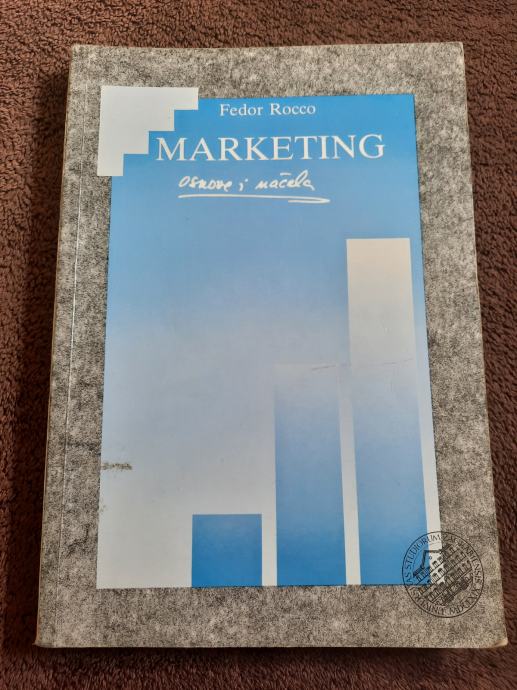 Fedor Rocco
MARKETING
osnove i načela